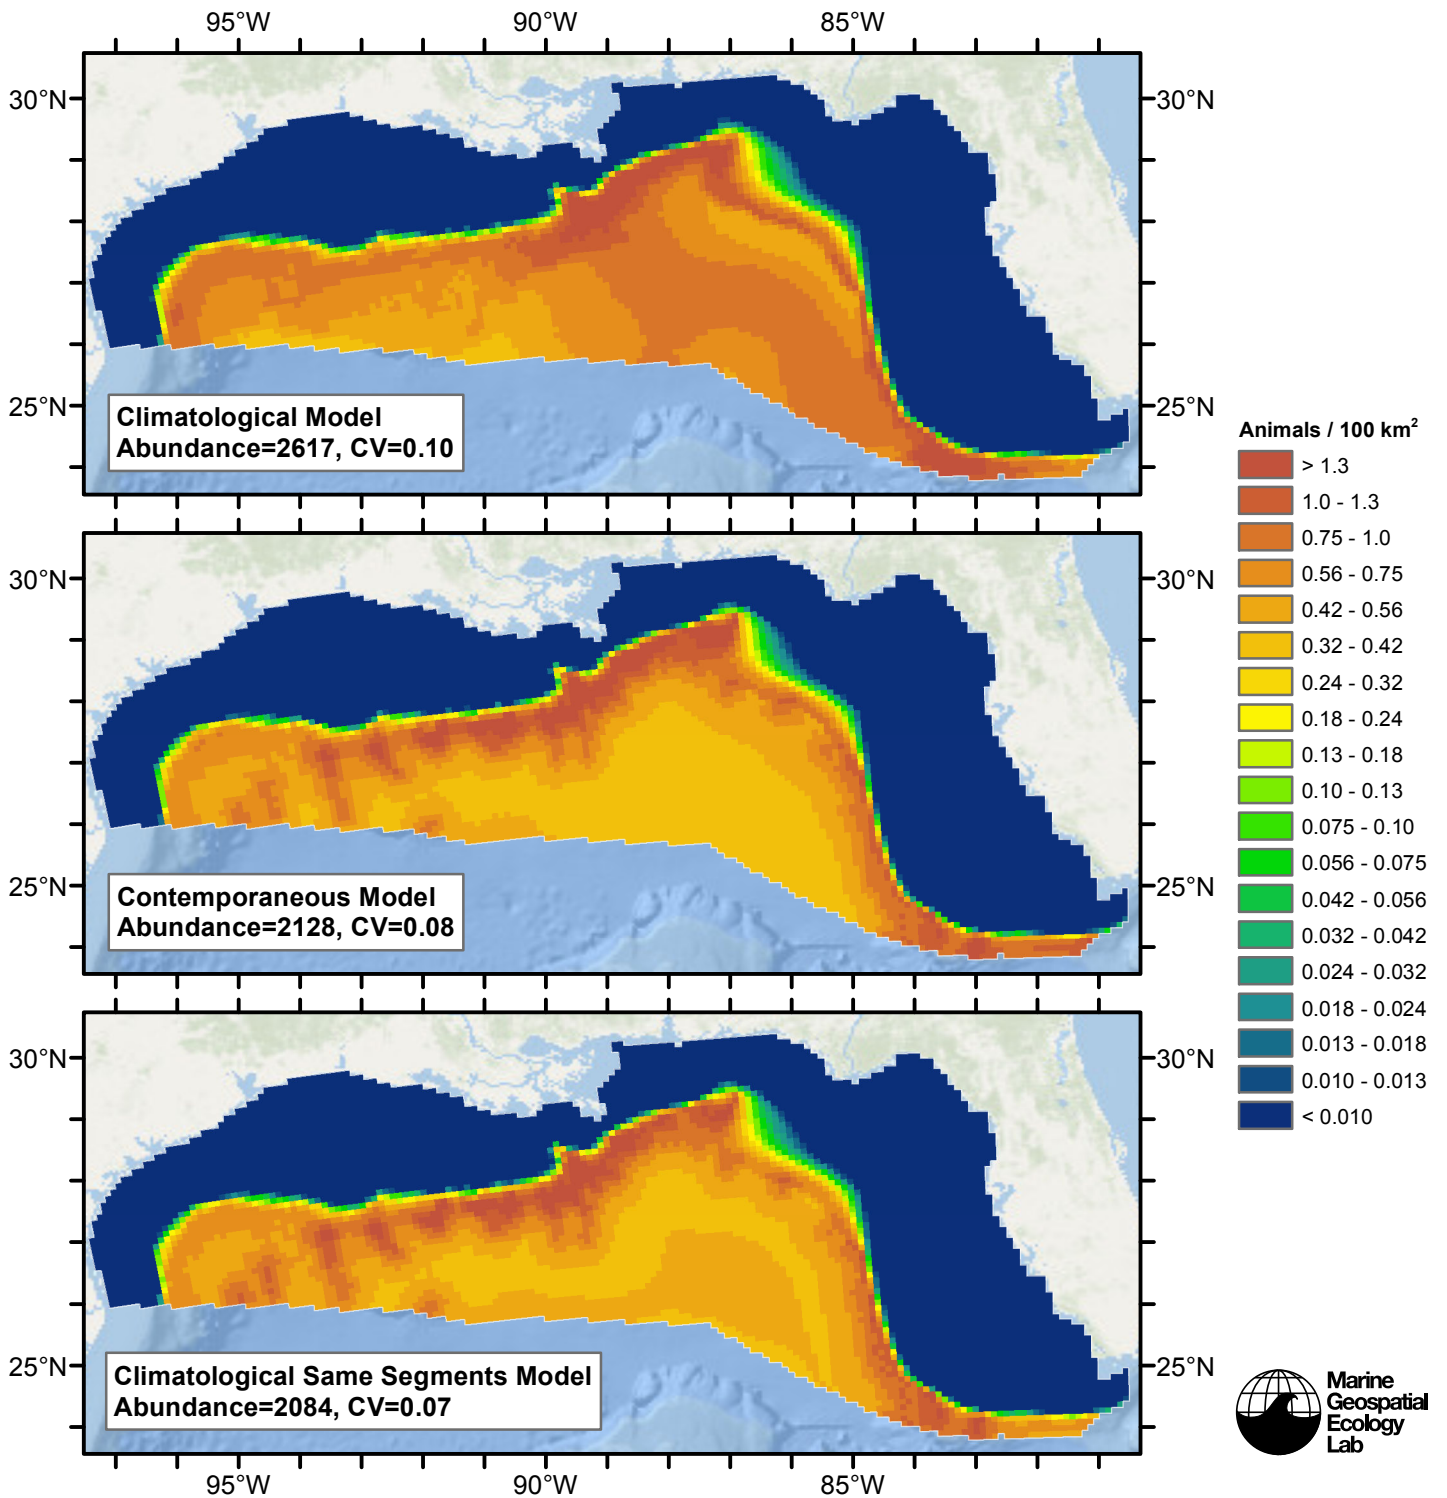 95°W 90°W 85°W
30°N 30°N
25°N 25°N
Climatological Model
Abundance=2617, CV=0.10
30°N 30°N
25°N 25°N
Contemporaneous Model
Abundance=2128, CV=0.08
30°N 30°N
25°N 25°N
Climatological Same Segments Model
Abundance=2084, CV=0.07
95°W 90°W 85°W
Animals / 100 km²
> 1.3
1.0 - 1.3
0.75 - 1.0
0.56 - 0.75
0.42 - 0.56
0.32 - 0.42
0.24 - 0.32
0.18 - 0.24
0.13 - 0.18
0.10 - 0.13
0.075 - 0.10
0.056 - 0.075
0.042 - 0.056
0.032 - 0.042
0.024 - 0.032
0.018 - 0.024
0.013 - 0.018
0.010 - 0.013
< 0.010
Marine
Geospatial
Ecology
Lab